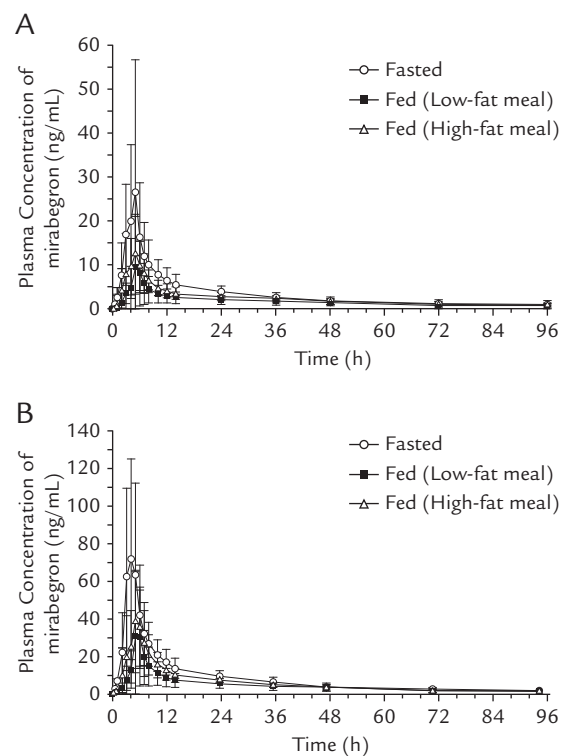 A
60
50
40
30
20
10
0
Plasma Concentration of
mirabegron (ng/mL)
Fasted
Fed (Low-fat meal)
Fed (High-fat meal)
0 12 24 36 48 60 72 84 96
Time (h)
B
140
120
100
80
60
40
20
0
Plasma Concentration of
mirabegron (ng/mL)
Fasted
Fed (Low-fat meal)
Fed (High-fat meal)
0 12 24 36 48 60 72 84 96
Time (h)